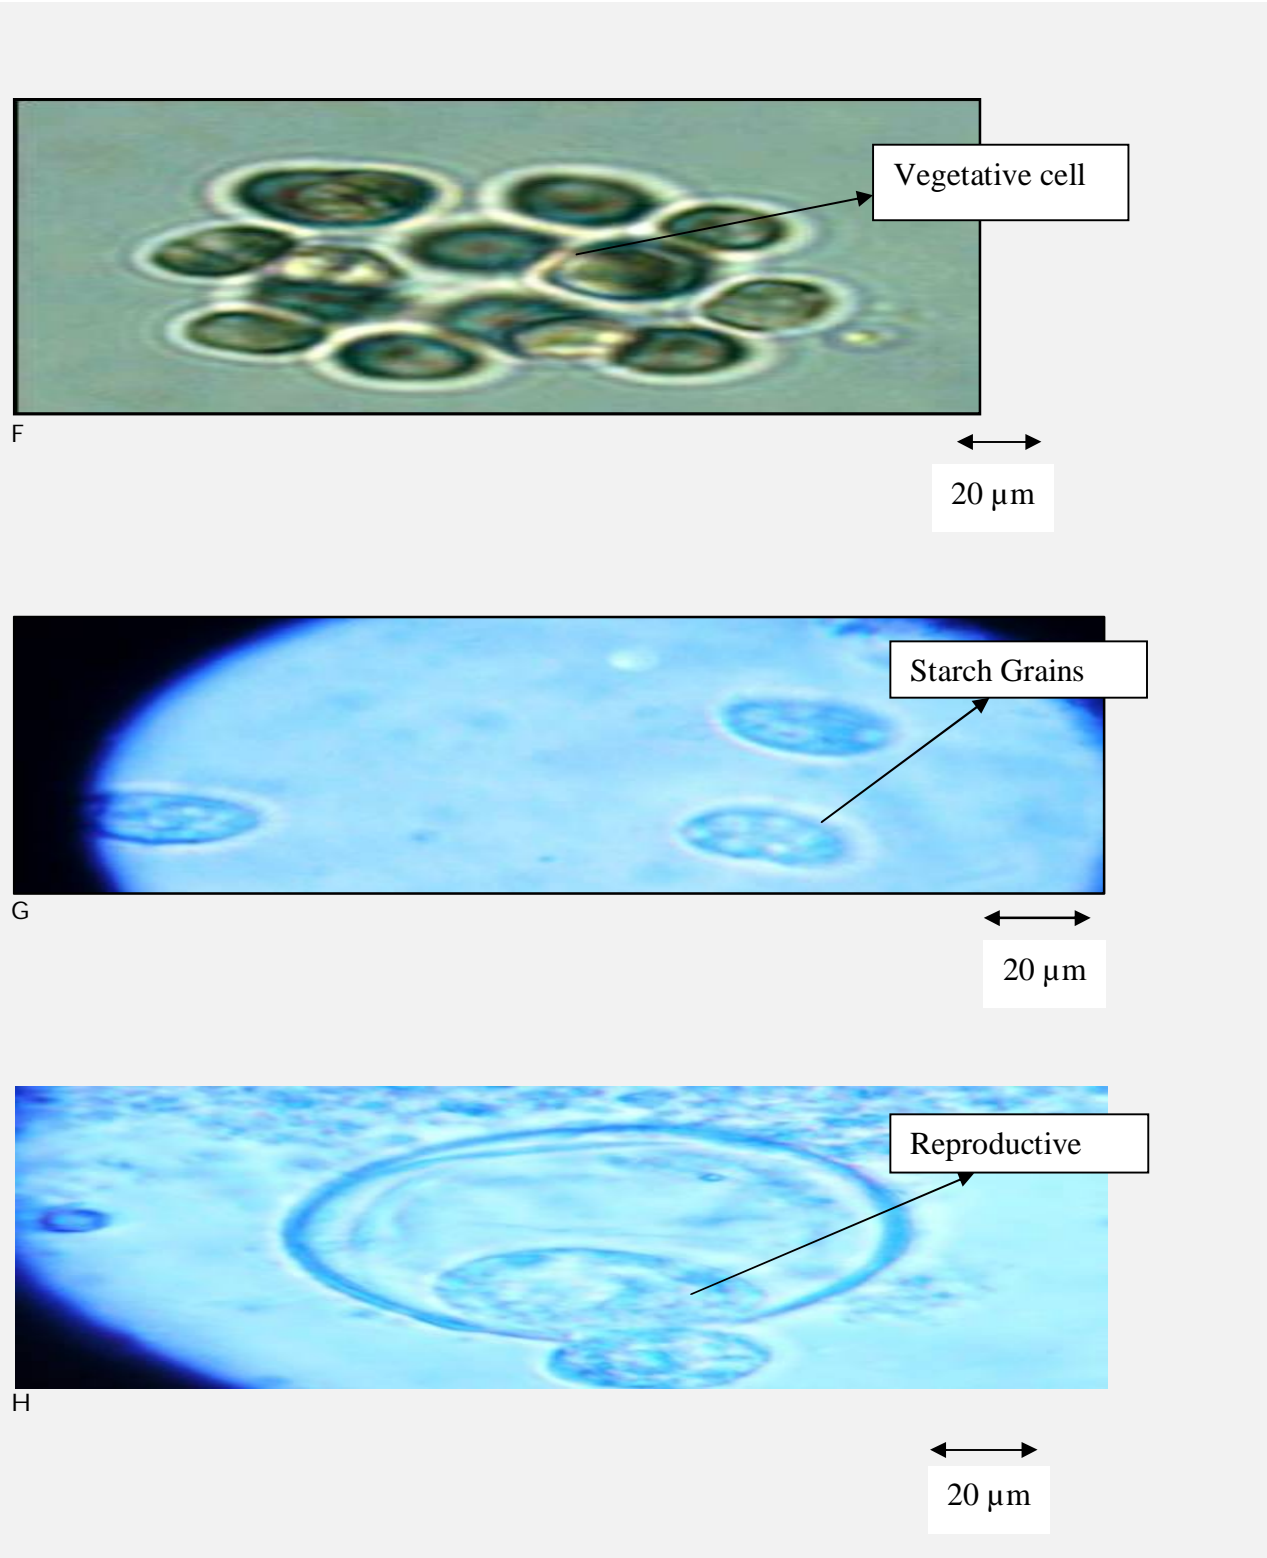 Vegetative cell
F
20 µm
Starch Grains
G
20 µm
Reproductive
H
20 µm